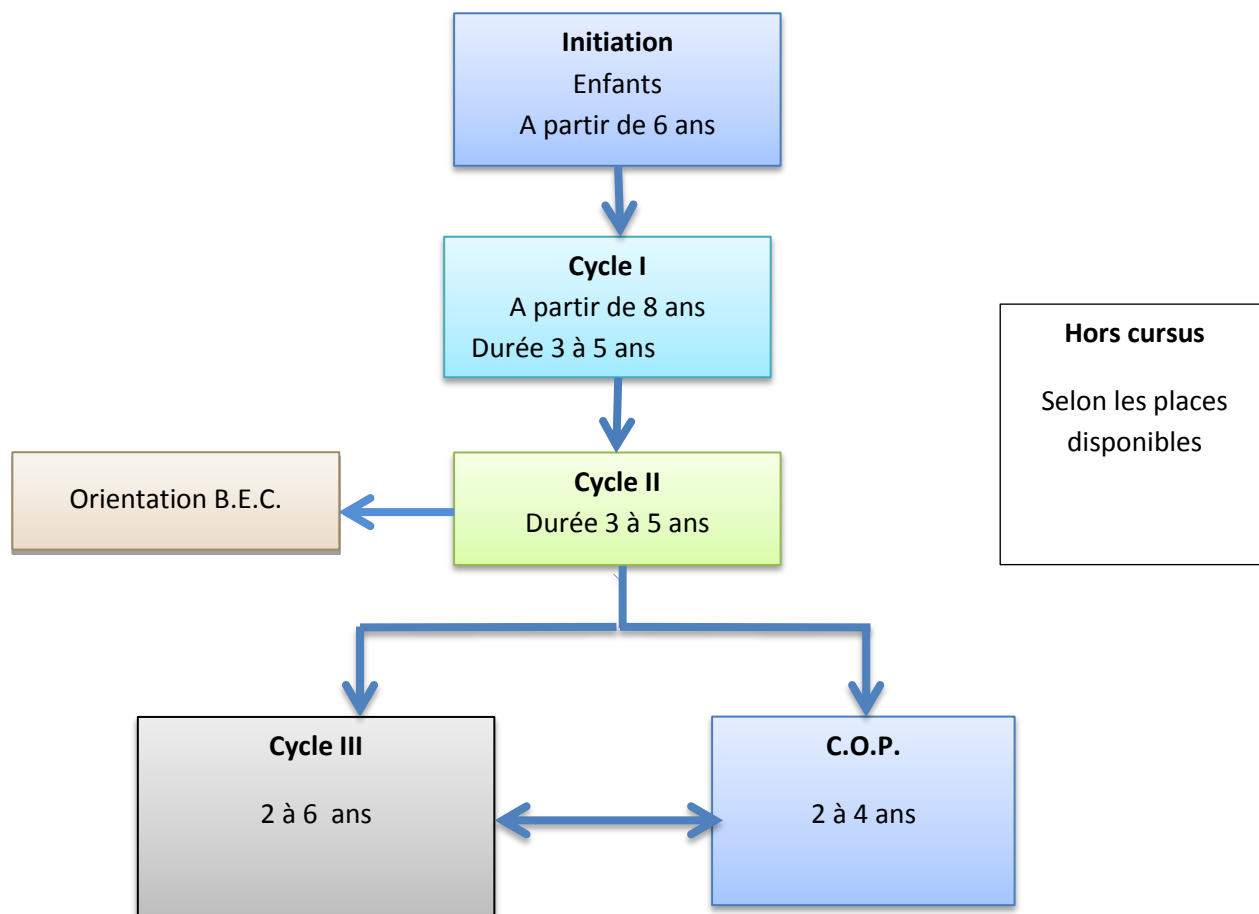 Initiation
Enfants
A partir de 6 ans
Cycle I
A partir de 8 ans
Durée 3 à 5 ans
Hors cursus
Selon les places
disponibles
Orientation B.E.C.
Cycle II
Durée 3 à 5 ans
Cycle III
2 à 6 ans
C.O.P.
2 à 4 ans